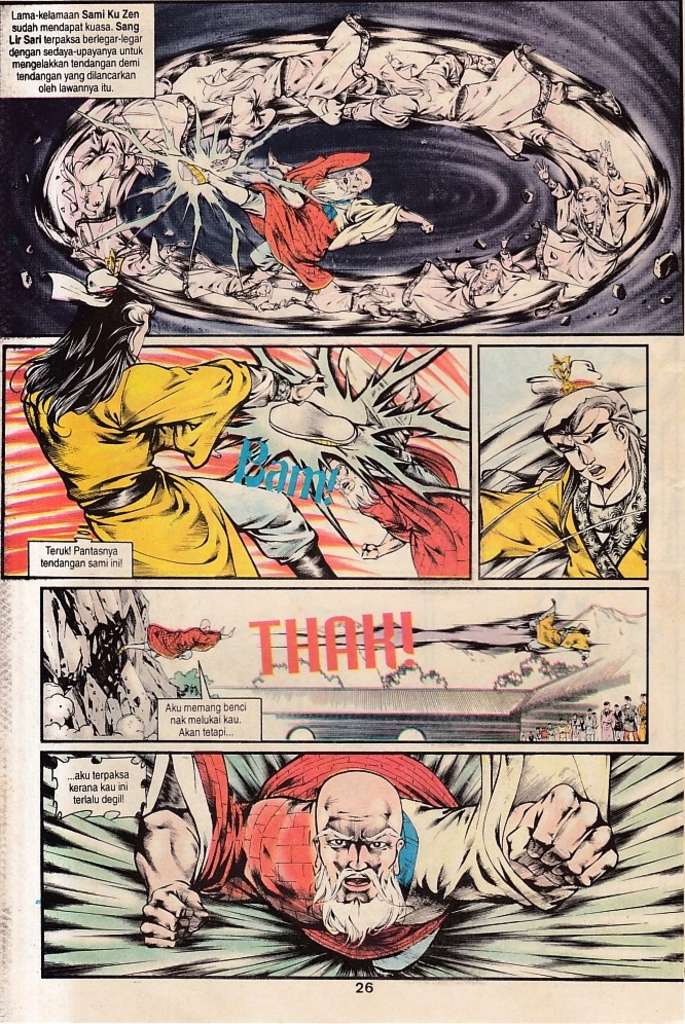 Lama-kelamaan Sami Ku Zen
sudah mendapat kuasa. Sang
Lir Sari terpaksa berlegar-legar
dengan sedaya-upayanya untuk
mengelakkan tendangan demi
tendangan yang dilancarkan
oleh lawannya itu.
Bam!
Teruk! Pantasnya
tendangan sami ini!
THAK!
Aku memang benci
nak melukai kau.
Akan tetapi...
...aku terpaksa
kerana kau ini
terlalu degil!
26